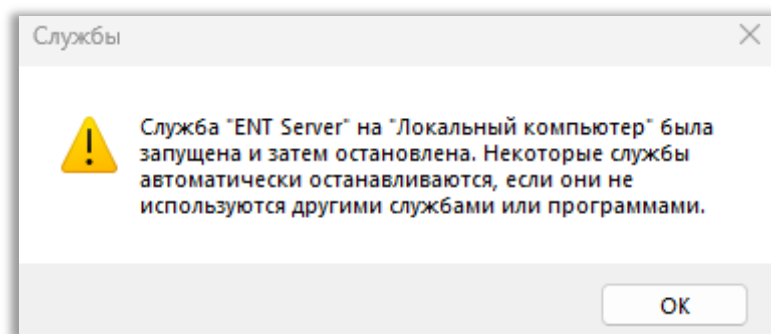 Службы
Служба "ENT Server" на "Локальный компьютер" была
запущена и затем остановлена. Некоторые службы
автоматически останавливаются, если они не
используются другими службами или программами.
ОК